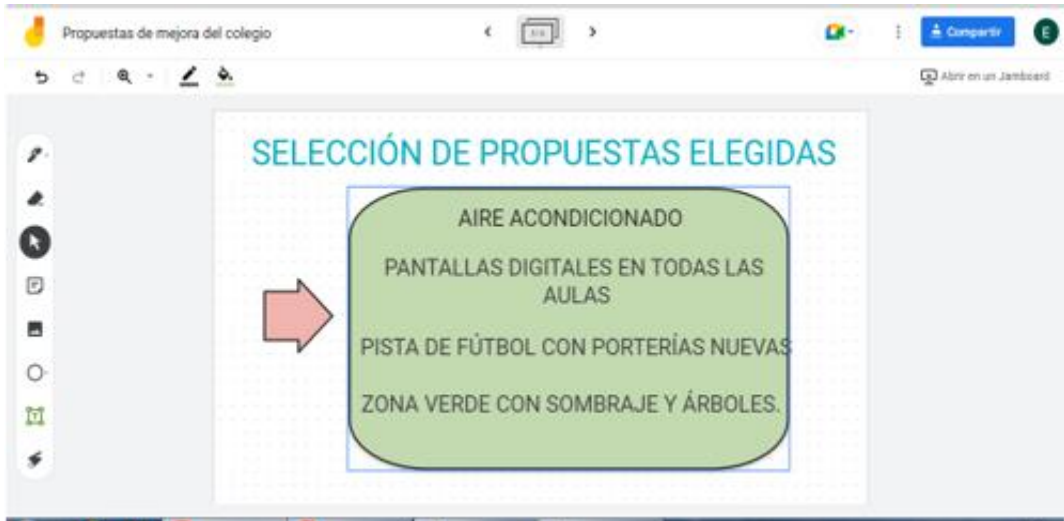 Propuestas de mejora del colegio
Compartir
E
Abrir en un Jamboard
SELECCIÓN DE PROPUESTAS ELEGIDAS
AIRE ACONDICIONADO
PANTALLAS DIGITALES EN TODAS LAS
AULAS
PISTA DE FÚTBOL CON PORTERÍAS NUEVAS
ZONA VERDE CON SOMBRAJE Y ÁRBOLES.